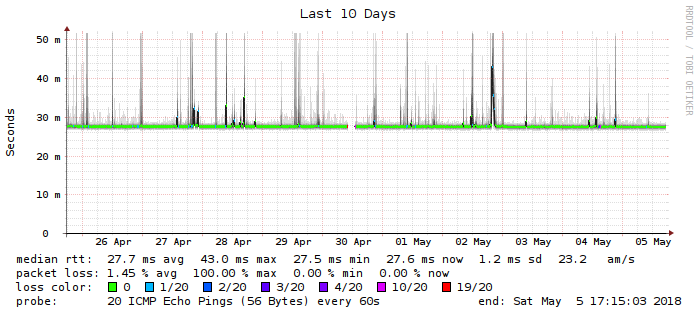 Last 10 Days
RRDTOOL / TOBI OETIKER
Seconds
50 m
40 m
30 m
20 m
10 m
0
26 Apr 27 Apr 28 Apr 29 Apr 30 Apr 01 May 02 May 03 May 04 May 05 May
median rtt: 27.7 ms avg 43.0 ms max 27.5 ms min 27.6 ms now 1.2 ms sd 23.2 am/s
packet loss: 1.45 % avg 100.00 % max 0.00 % min 0.00 % now
loss color: 0 1/20 2/20 3/20 4/20 10/20 19/20
probe: 20 ICMP Echo Pings (56 Bytes) every 60s end: Sat May 5 17:15:03 2018